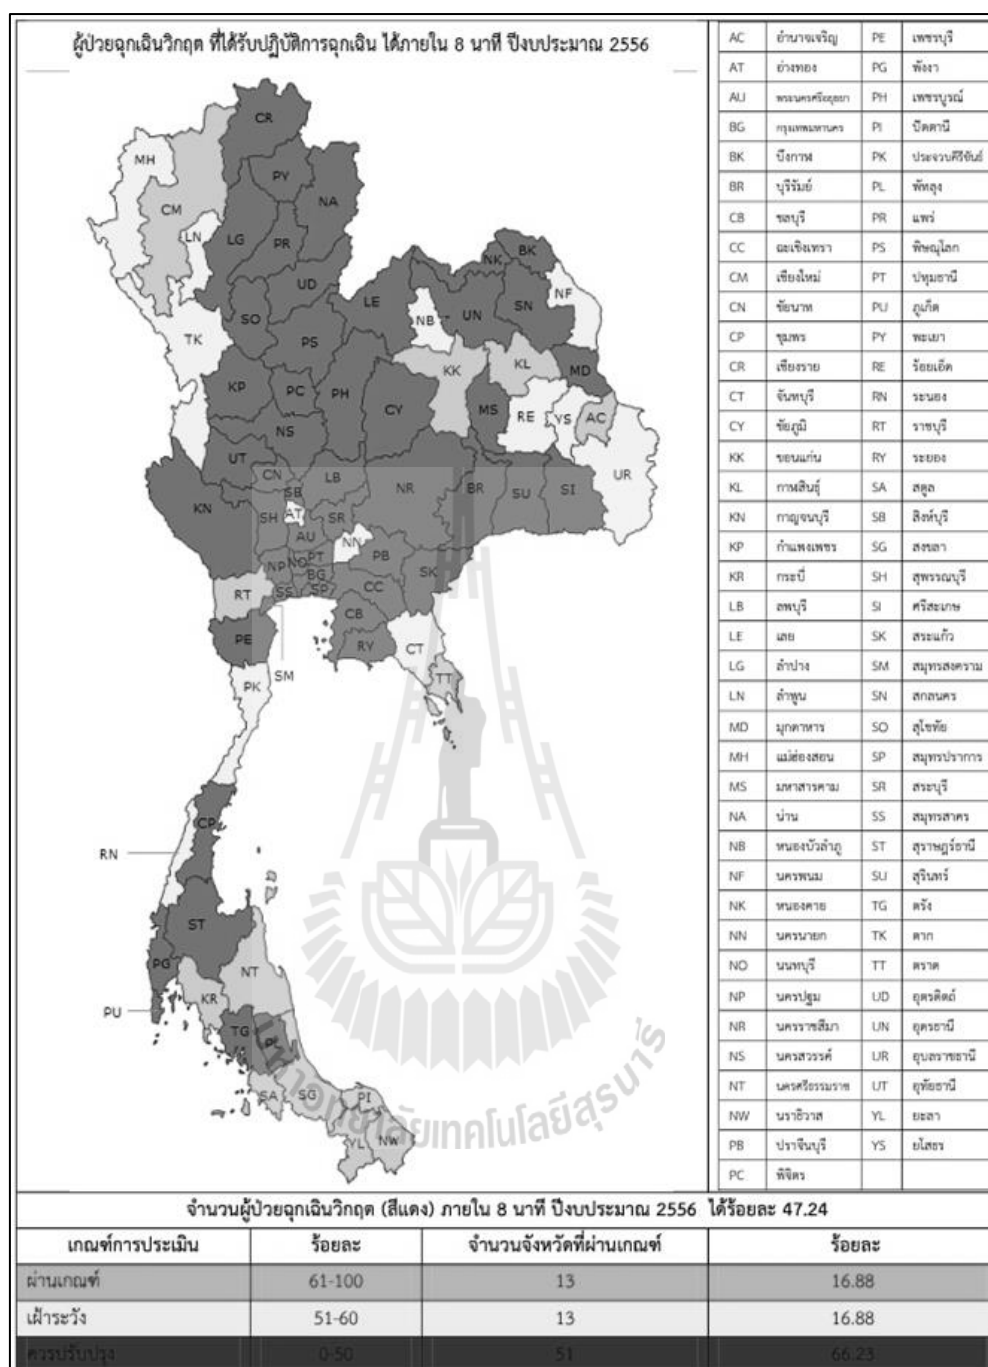 ผู้ป่วยฉุกเฉินวิกฤต ที่ได้รับปฏิบัติการฉุกเฉิน ได้ภายใน 8 นาที ปีงบประมาณ 2556
CR
MH
PY
NA
CM
LN
LG
PR
UD
TK
SO
PS
LE
NK
BK
NF
NB
UN
SN
KK
KL
MD
KP
PC
PH
CY
MS
RE
YS
AC
NS
UT
UR
CN
LB
NR
BR
SU
SI
KN
SB
AT
SH
SR
AU
NN
PB
NP
NO
PT
BG
SK
SS
SP
CC
RT
CB
PE
RY
CT
TT
SM
PK
CP
RN
ST
PG
NT
KR
PU
TG
PL
SA
SG
PI
YL
NW
มหาวิทยาลัยเทคโนโลยีสุรนารี
AC อำนาจเจริญ PE เพชรบุรี
AT อ่างทอง PG พังงา
AU พระนครศรีอยุธยา PH เพชรบูรณ์
BG กรุงเทพมหานคร PI ปัตตานี
BK บึงกาฬ PK ประจวบคีรีขันธ์
BR บุรีรัมย์ PL พัทลุง
CB ชลบุรี PR แพร่
CC ฉะเชิงเทรา PS พิษณุโลก
CM เชียงใหม่ PT ปทุมธานี
CN ชัยนาท PU ภูเก็ต
CP ชุมพร PY พะเยา
CR เชียงราย RE ร้อยเอ็ด
CT จันทบุรี RN ระนอง
CY ชัยภูมิ RT ราชบุรี
KK ขอนแก่น RY ระยอง
KL กาฬสินธุ์ SA สตูล
KN กาญจนบุรี SB สิงห์บุรี
KP กำแพงเพชร SG สงขลา
KR กระบี่ SH สุพรรณบุรี
LB ลพบุรี SI ศรีสะเกษ
LE เลย SK สระแก้ว
LG ลำปาง SM สมุทรสงคราม
LN ลำพูน SN สกลนคร
MD มุกดาหาร SO สุโขทัย
MH แม่ฮ่องสอน SP สมุทรปราการ
MS มหาสารคาม SR สระบุรี
NA น่าน SS สมุทรสาคร
NB หนองบัวลำภู ST สุราษฎร์ธานี
NF นครพนม SU สุรินทร์
NK หนองคาย TG ตรัง
NN นครนายก TK ตาก
NO นนทบุรี TT ตราด
NP นครปฐม UD อุตรดิตถ์
NR นครราชสีมา UN อุดรธานี
NS นครสวรรค์ UR อุบลราชธานี
NT นครศรีธรรมราช UT อุทัยธานี
NW นราธิวาส YL ยะลา
PB ปราจีนบุรี YS ยโสธร
PC พิจิตร
จำนวนผู้ป่วยฉุกเฉินวิกฤต (สีแดง) ภายใน 8 นาที ปีงบประมาณ 2556 ได้ร้อยละ 47.24
เกณฑ์การประเมิน ร้อยละ จำนวนจังหวัดที่ผ่านเกณฑ์ ร้อยละ
ผ่านเกณฑ์ 61-100 13 16.88
เฝ้าระวัง 51-60 13 16.88
ควรปรับปรุง 0-50 51 66.23